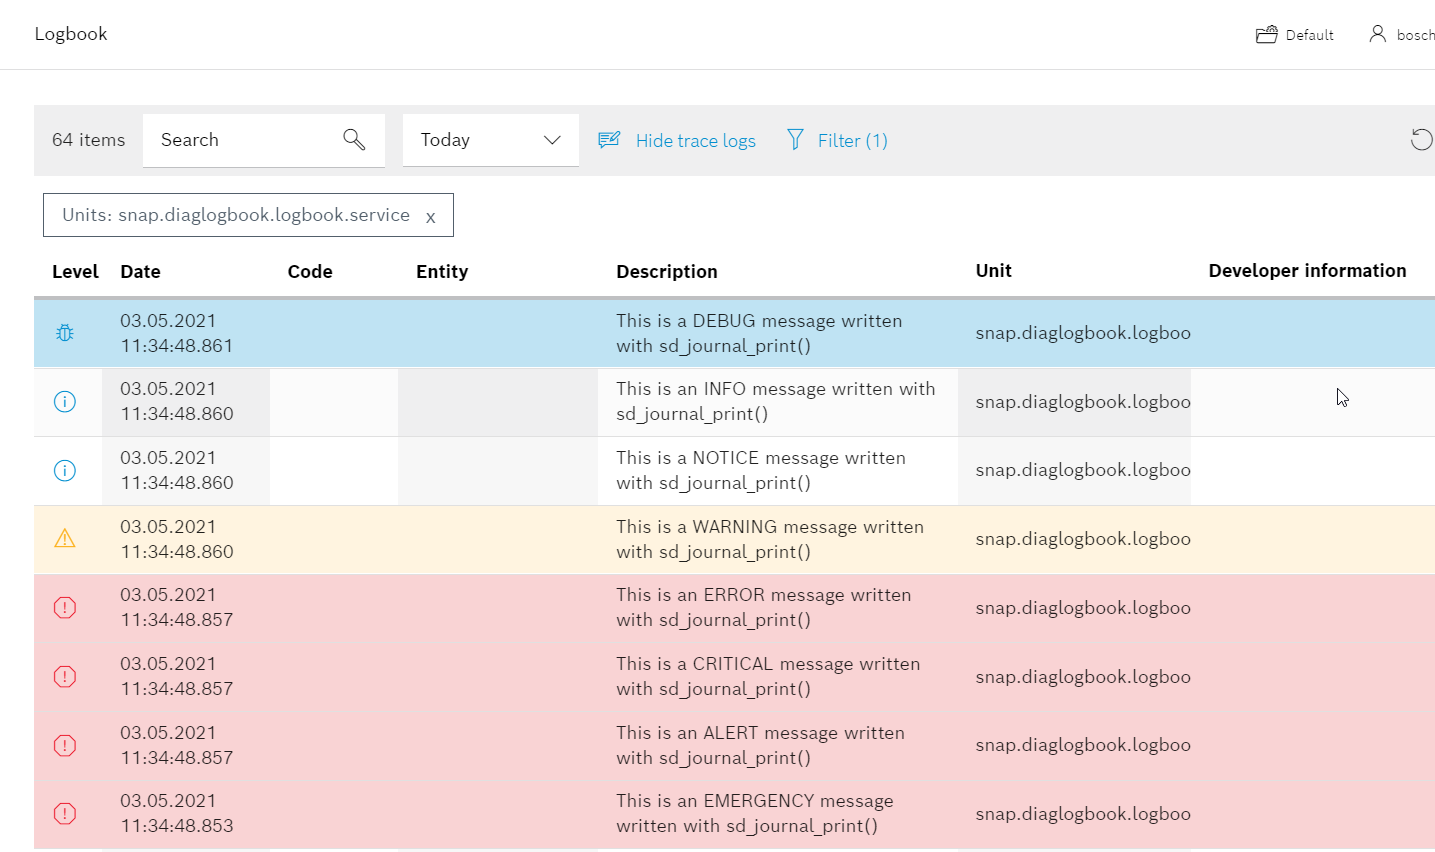 Logbook
Default
bosch
64 items
Search
Today
Hide trace logs
Filter (1)
Units: snap.diaglogbook.logbook.service x
Level Date Code Entity Description Unit Developer information
03.05.2021
11:34:48.861
This is a DEBUG message written
with sd_journal_print()
snap.diaglogbook.logboo
03.05.2021
11:34:48.860
This is an INFO message written with
sd_journal_print()
snap.diaglogbook.logboo
03.05.2021
11:34:48.860
This is a NOTICE message written
with sd_journal_print()
snap.diaglogbook.logboo
03.05.2021
11:34:48.860
This is a WARNING message written
with sd_journal_print()
snap.diaglogbook.logboo
03.05.2021
11:34:48.857
This is an ERROR message written
with sd_journal_print()
snap.diaglogbook.logboo
03.05.2021
11:34:48.857
This is a CRITICAL message written
with sd_journal_print()
snap.diaglogbook.logboo
03.05.2021
11:34:48.857
This is an ALERT message written
with sd_journal_print()
snap.diaglogbook.logboo
03.05.2021
11:34:48.853
This is an EMERGENCY message
written with sd_journal_print()
snap.diaglogbook.logboo